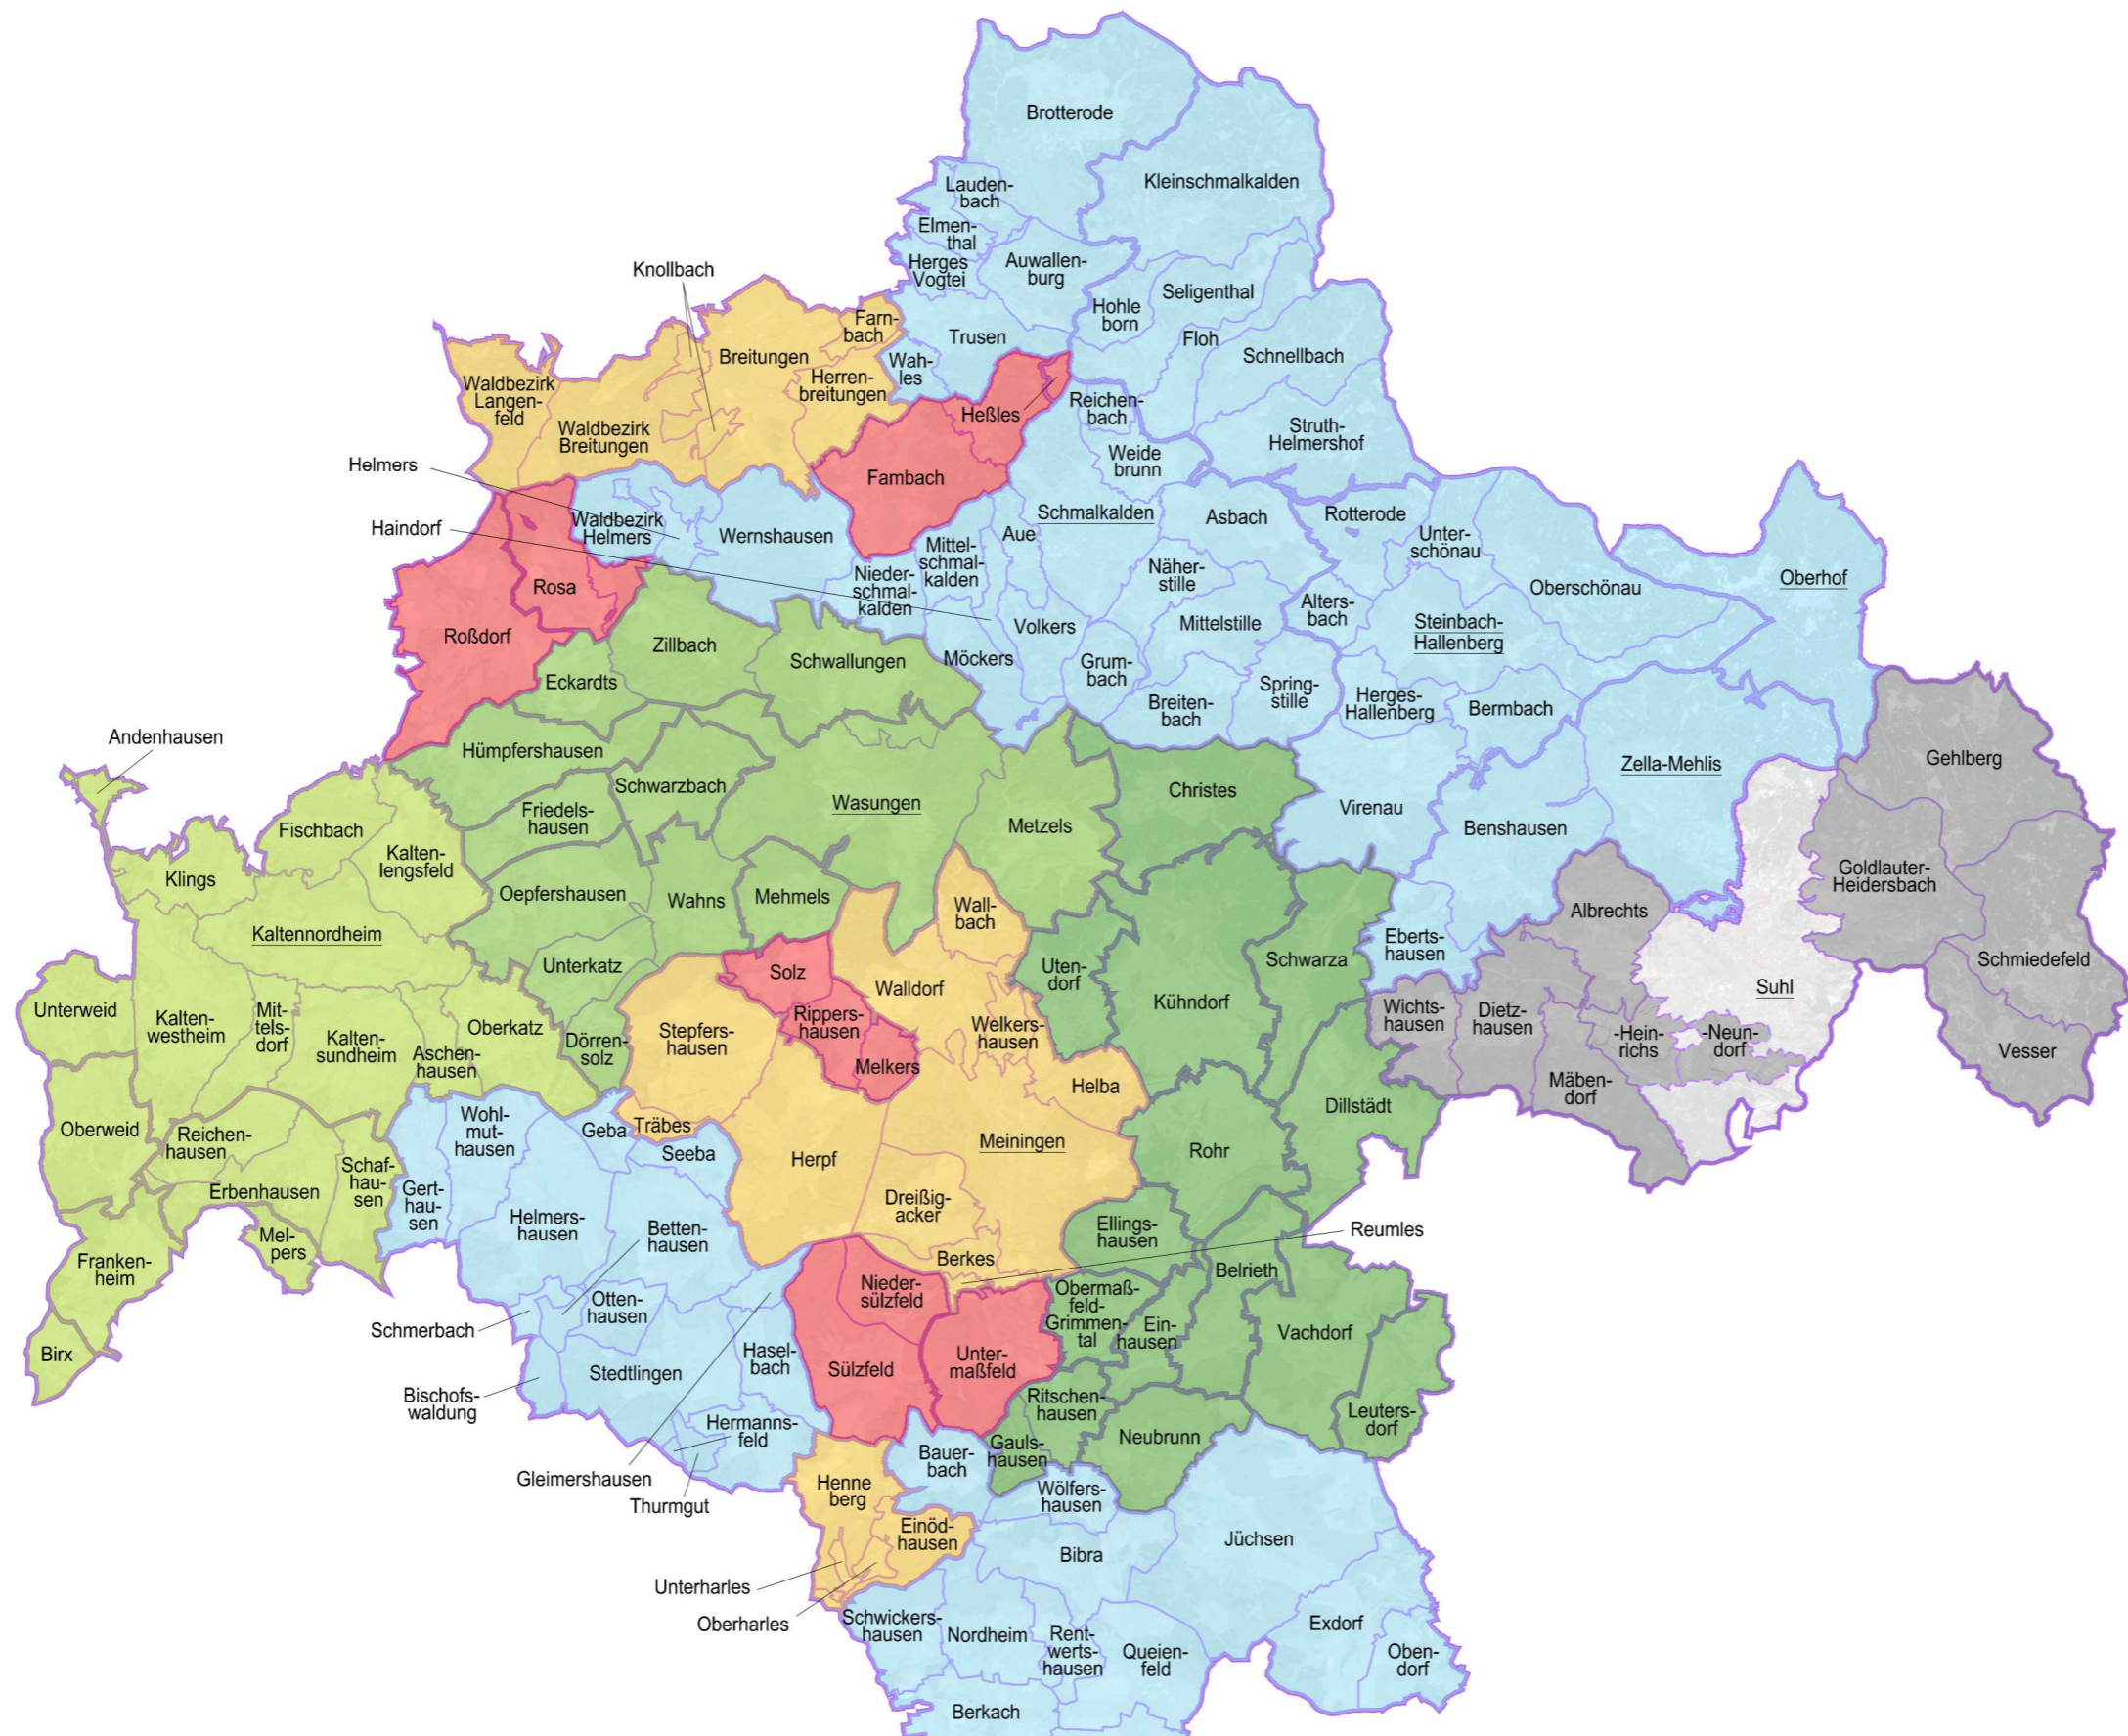 Brotterode
Kleinschmalkalden
Lauden-
bach
Elmen-
thal
Herges
Vogtei
Auwallen-
burg
Knollbach
Seligenthal
Hohle
born
Farn-
bach
Trusen
Floh
Breitungen
Schnellbach
Wah-
les
Waldbezirk
Langen-
feld
Herren-
breitungen
Heßles
Reichen-
bach
Waldbezirk
Breitungen
Struth-
Helmershof
Weide
brunn
Helmers
Fambach
Haindorf
Waldbezirk
Helmers
Wernshausen
Schmalkalden
Asbach
Rotterode
Aue
Unter-
schönau
Mittel-
schmal-
kalden
Nieder-
schmal-
kalden
Näher-
stille
Oberhof
Rosa
Oberschönau
Alters-
bach
Roßdorf
Volkers
Mittelstille
Steinbach-
Hallenberg
Zillbach
Schwallungen
Möckers
Grum-
bach
Eckardts
Spring-
stille
Breiten-
bach
Herges-
Hallenberg
Bermbach
Andenhausen
Hümpfershausen
Schwarzbach
Zella-Mehlis
Gehlberg
Christes
Wasungen
Virenau
Friedels-
hausen
Metzels
Benshausen
Fischbach
Kalten-
lengsfeld
Klings
Goldlauter-
Heidersbach
Oepfershausen
Wahns
Mehmels
Wall-
bach
Albrechts
Kaltennordheim
Eberts-
hausen
Unterkatz
Solz
Uten-
dorf
Schwarza
Schmiedefeld
Walldorf
Suhl
Kühndorf
Unterweid
Kalten-
westheim
Mit-
tels-
dorf
Kalten-
sundheim
Oberkatz
Aschen-
hausen
Dörren-
solz
Stepfers-
hausen
Rippers-
hausen
Welkers-
hausen
Wichts-
hausen
Dietz-
hausen
-Hein-
richs
-Neun-
dorf
Vesser
Melkers
Helba
Mäben-
dorf
Dillstädt
Oberweid
Reichen-
hausen
Wohl-
mut-
hausen
Geba
Träbes
Seeba
Herpf
Meiningen
Rohr
Schaf-
hau-
sen
Erbenhausen
Gert-
hau-
sen
Dreißig-
acker
Helmers-
hausen
Betten-
hausen
Ellings-
hausen
Reumles
Mel-
pers
Franken-
heim
Berkes
Belrieth
Nieder-
sülzfeld
Obermaß-
feld-
Grimmen-
tal
Otten-
hausen
Schmerbach
Ein-
hausen
Vachdorf
Birx
Hasel-
bach
Sülzfeld
Unter-
maßfeld
Stedtlingen
Bischofs-
waldung
Ritschen-
hausen
Leuters-
dorf
Hermanns-
feld
Neubrunn
Gauls-
hausen
Bauer-
bach
Gleimershausen
Henne
berg
Wölfers-
hausen
Thurmgut
Einöd-
hausen
Jüchsen
Bibra
Unterharles
Oberharles
Schwickers-
hausen
Nordheim
Rent-
werts-
hausen
Queien-
feld
Exdorf
Oben-
dorf
Berkach